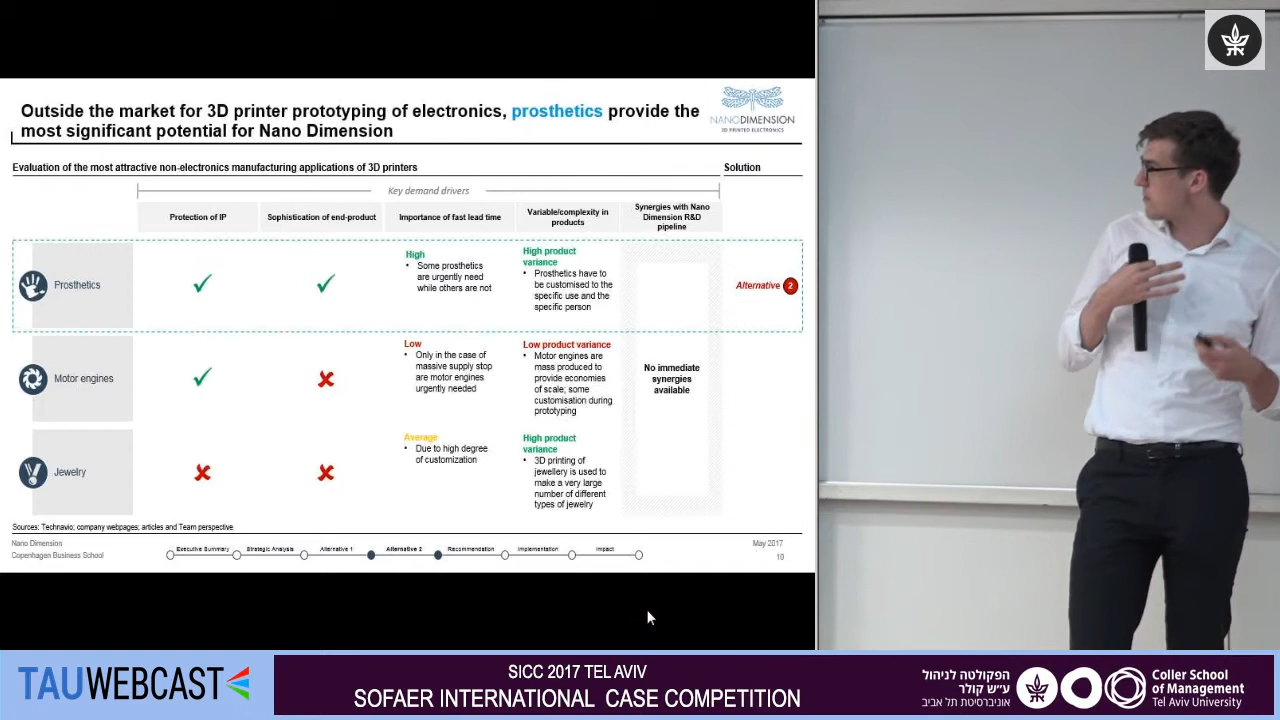 Outside the market for 3D printer prototyping of electronics, prosthetics provide the
most significant potential for Nano Dimension
NANODIMENSION
3D PRINTED ELECTRONICS
Evaluation of the most attractive non-electronics manufacturing applications of 3D printers
Solution
Key demand drivers
Protection of IP
Sophistication of end-product
Importance of fast lead time
Variable/complexity in
products
Synergies with Nano
Dimension R&D
pipeline
Prosthetics
High
• Some prosthetics
are urgently need
while others are not
High product
variance
• Prosthetics have to
be customised to the
specific use and the
specific person
Alternative 2
Motor engines
Low
• Only in the case of
massive supply stop
are motor engines
urgently needed
Low product variance
• Motor engines are
mass produced to
provide economies
of scale; some
customisation during
prototyping
No immediate
synergies
available
Jewelry
Average
• Due to high degree
of customization
High product
variance
• 3D printing of
jewellery is used to
make a very large
number of different
types of jewelry
Sources: Technavio; company webpages; articles and Team perspective
Nano Dimension
Copenhagen Business School
Executive Summary
Strategic Analysis
Alternative 1
Alternative 2
Recommendation
Implementation
Impact
May 2017
10
TAUWEBCAST
SICC 2017 TEL AVIV
SOFAER INTERNATIONAL CASE COMPETITION
הפקולטה לניהול
ע״ש קולר
אוניברסיטת תל אביב
Coller School
of Management
Tel Aviv University